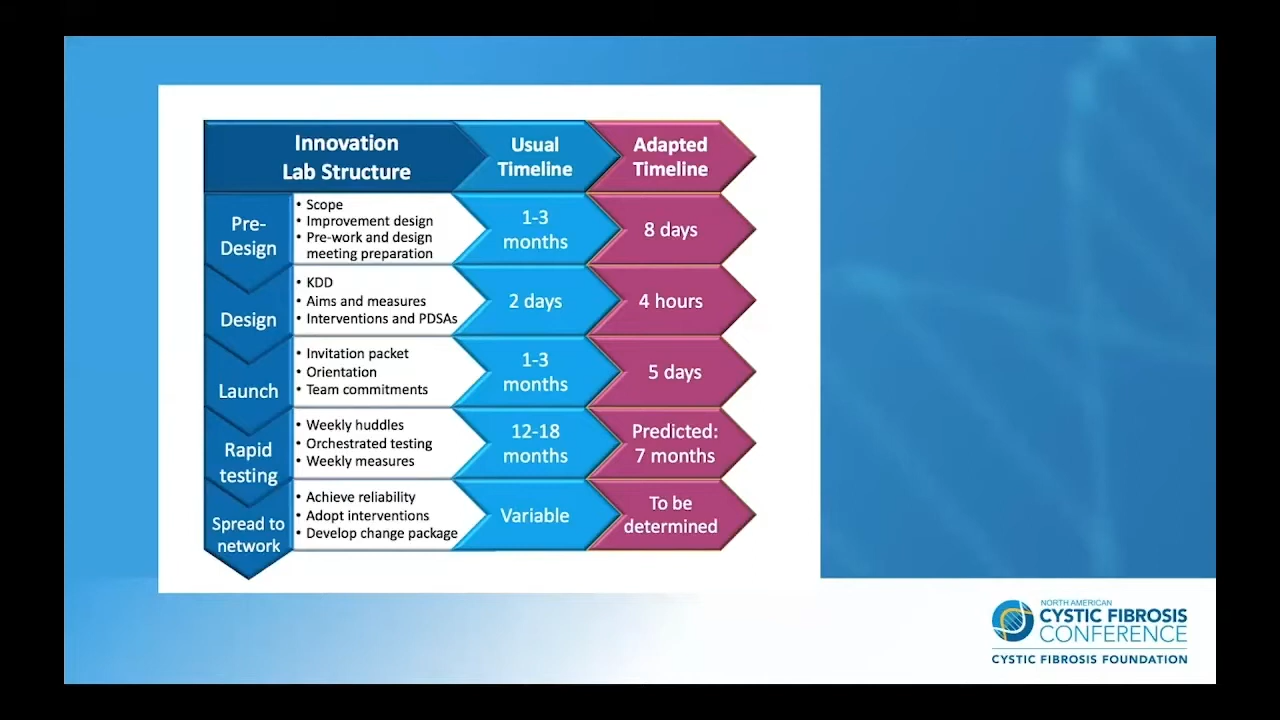 Innovation
Lab Structure
Usual
Timeline
Adapted
Timeline
Pre-
Design
• Scope
• Improvement design
• Pre-work and design
meeting preparation
1-3
months
8 days
Design
• KDD
• Aims and measures
• Interventions and PDSAs
2 days
4 hours
Launch
• Invitation packet
• Orientation
• Team commitments
1-3
months
5 days
Rapid
testing
• Weekly huddles
• Orchestrated testing
• Weekly measures
12-18
months
Predicted:
7 months
Spread to
network
• Achieve reliability
• Adopt interventions
• Develop change package
Variable
To be
determined
NORTH AMERICAN
CYSTIC FIBROSIS
CONFERENCE
CYSTIC FIBROSIS FOUNDATION